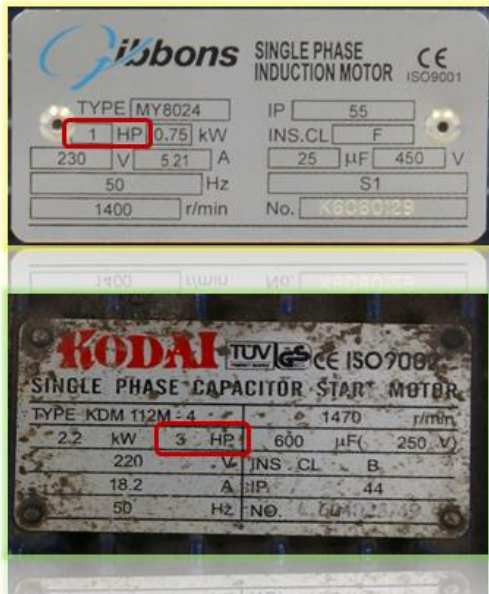 Gibbons SINGLE PHASE INDUCTION MOTOR CE ISO9001
TYPE MY8024 IP 55
1 HP 0.75 kW INS.CL F
230 V 5.21 A 25 µF 450 V
50 Hz S1
1400 r/min No.
KODAI TÜV GS CE
SINGLE PHASE CAPACITOR START MOTOR
TYPE KDM 112M-4 1470 r/min
2.2 kW 3 HP 600 µF( 250 V)
220 V INS CL B
18.2 A IP 44
50 Hz NO.